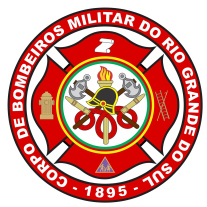 CORPO DE BOMBEIROS MILITAR DO RIO GRANDE DO SUL
- 1895 -